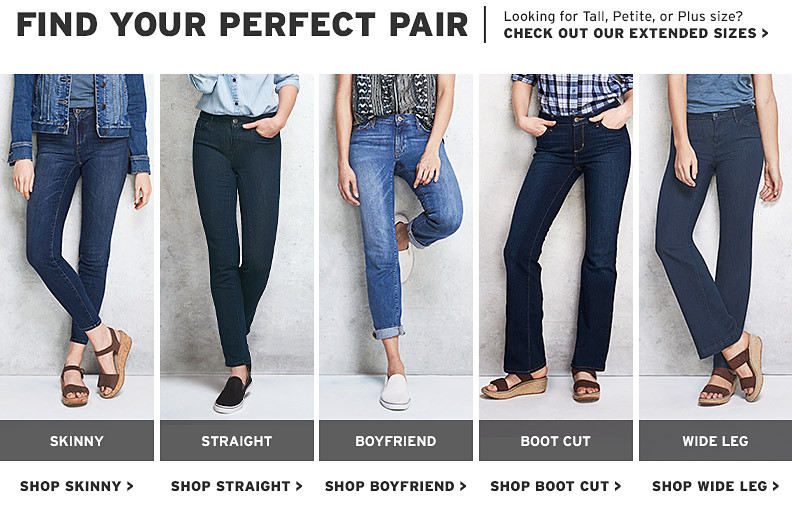 FIND YOUR PERFECT PAIR
Looking for Tall, Petite, or Plus size?
CHECK OUT OUR EXTENDED SIZES >
SKINNY
STRAIGHT
BOYFRIEND
BOOT CUT
WIDE LEG
SHOP SKINNY >
SHOP STRAIGHT >
SHOP BOYFRIEND >
SHOP BOOT CUT >
SHOP WIDE LEG >